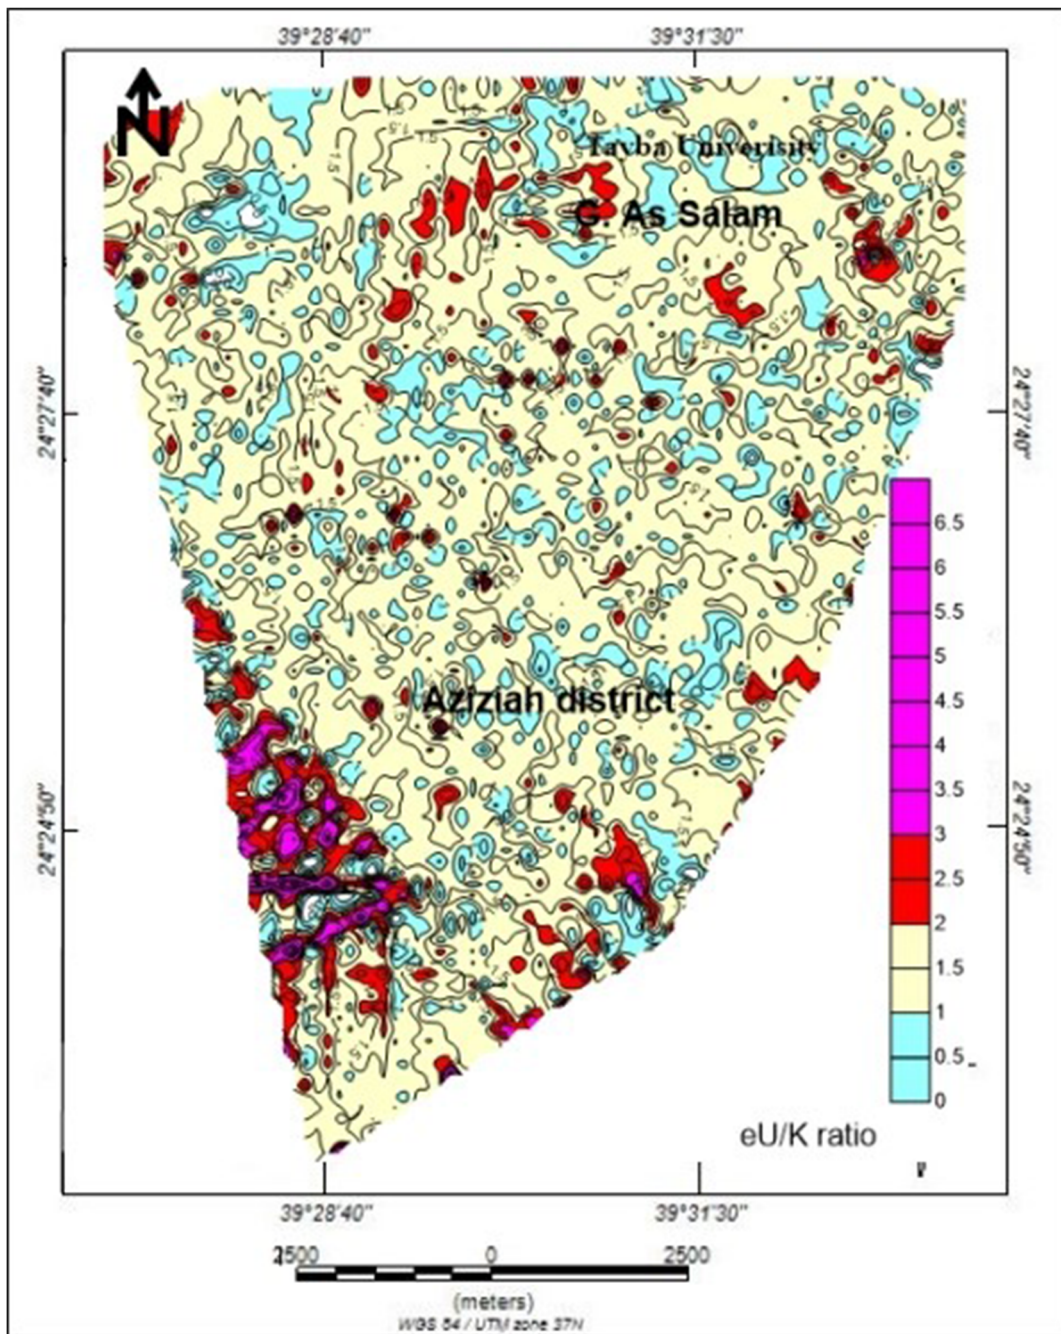 39°28'40" 39°31'30"
N
Tayba Univerisity
G. As Salam
24°27'40" 24°27'40"
Aziziah district
24°24'50" 24°24'50"
6.5
6
5.5
5
4.5
4
3.5
3
2.5
2
1.5
1
0.5
0
eU/K ratio
39°28'40" 39°31'30"
2500 0 2500
(meters)
WGS 84 / UTM zone 37N